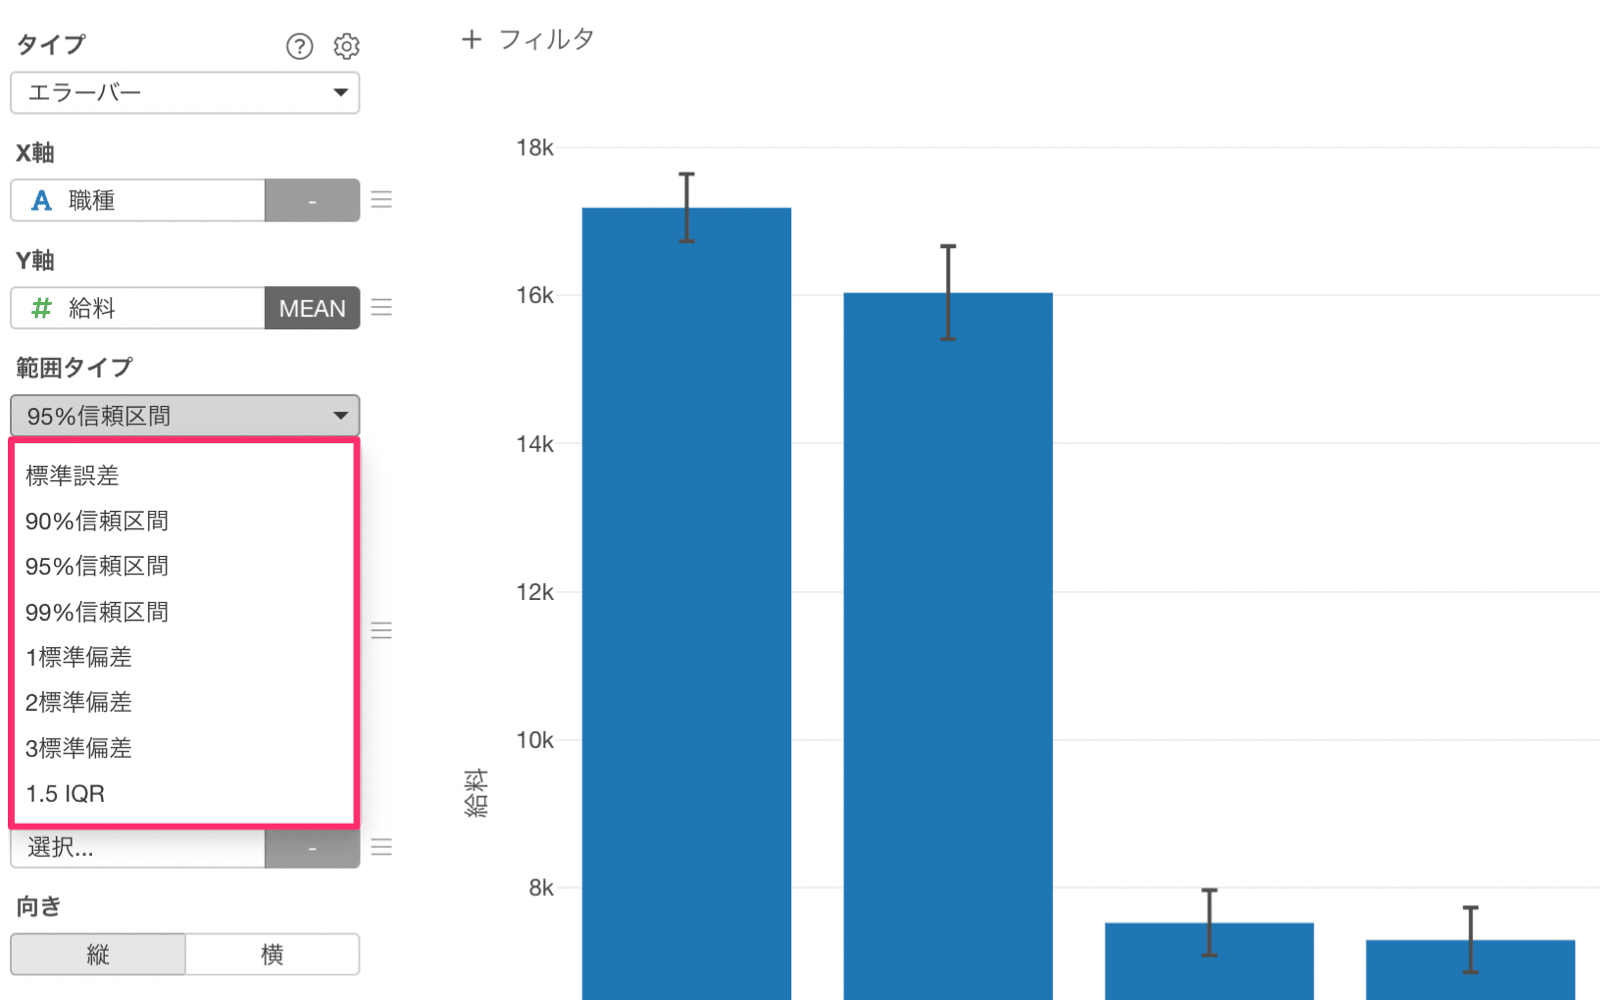 タイプ
エラーバー
X軸
職種 -
Y軸
給料 MEAN
範囲タイプ
95%信頼区間
標準誤差
90%信頼区間
95%信頼区間
99%信頼区間
1標準偏差
2標準偏差
3標準偏差
1.5 IQR
選択... -
向き
縦 横
+ フィルタ
18k
16k
14k
12k
10k
8k
給料